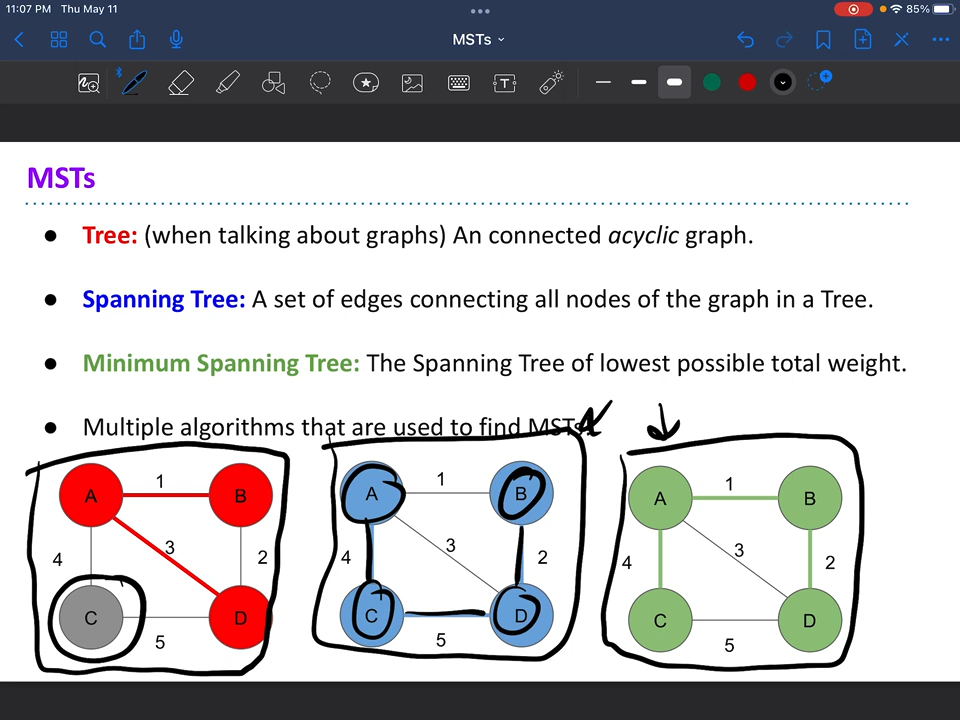 11:07 PM Thu May 11
85%
MSTs
T
MSTs
● Tree: (when talking about graphs) An connected acyclic graph.
● Spanning Tree: A set of edges connecting all nodes of the graph in a Tree.
● Minimum Spanning Tree: The Spanning Tree of lowest possible total weight.
● Multiple algorithms that are used to find MSTs.
A 1 B
4 3 2
C 5 D
A 1 B
4 3 2
C 5 D
A 1 B
4 3 2
C 5 D